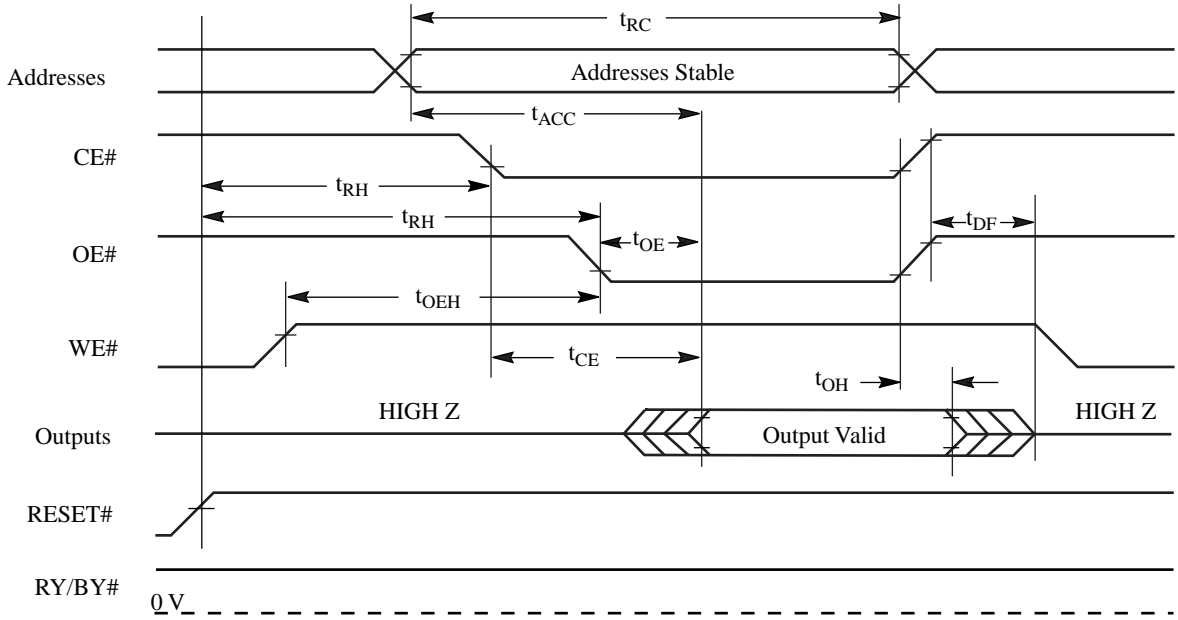 tRC
Addresses
Addresses Stable
tACC
CE#
tRH
tRH
tDF
OE#
tOE
tOEH
WE#
tCE
tOH
HIGH Z
HIGH Z
Outputs
Output Valid
RESET#
RY/BY#
0 V